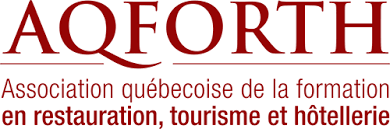 AQFORTH
Association québecoise de la formation
en restauration, tourisme et hôtellerie